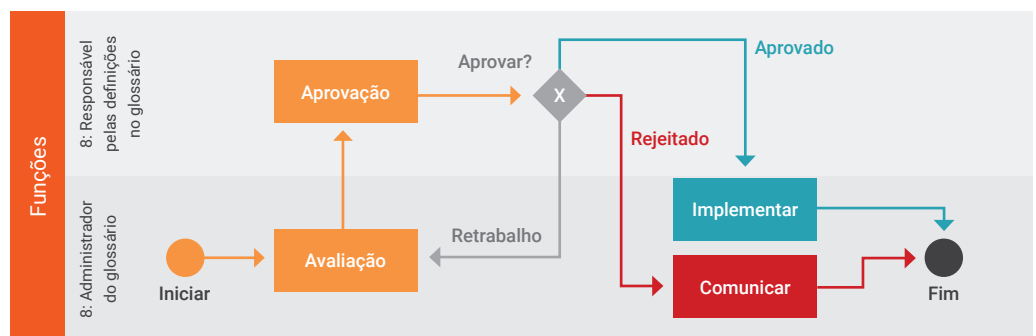 Funções
8: Responsável
pelas definições
no glossário
Aprovação
Aprovar?
X
Aprovado
Rejeitado
8: Administrador
do glossário
Iniciar
Avaliação
Retrabalho
Implementar
Comunicar
Fim